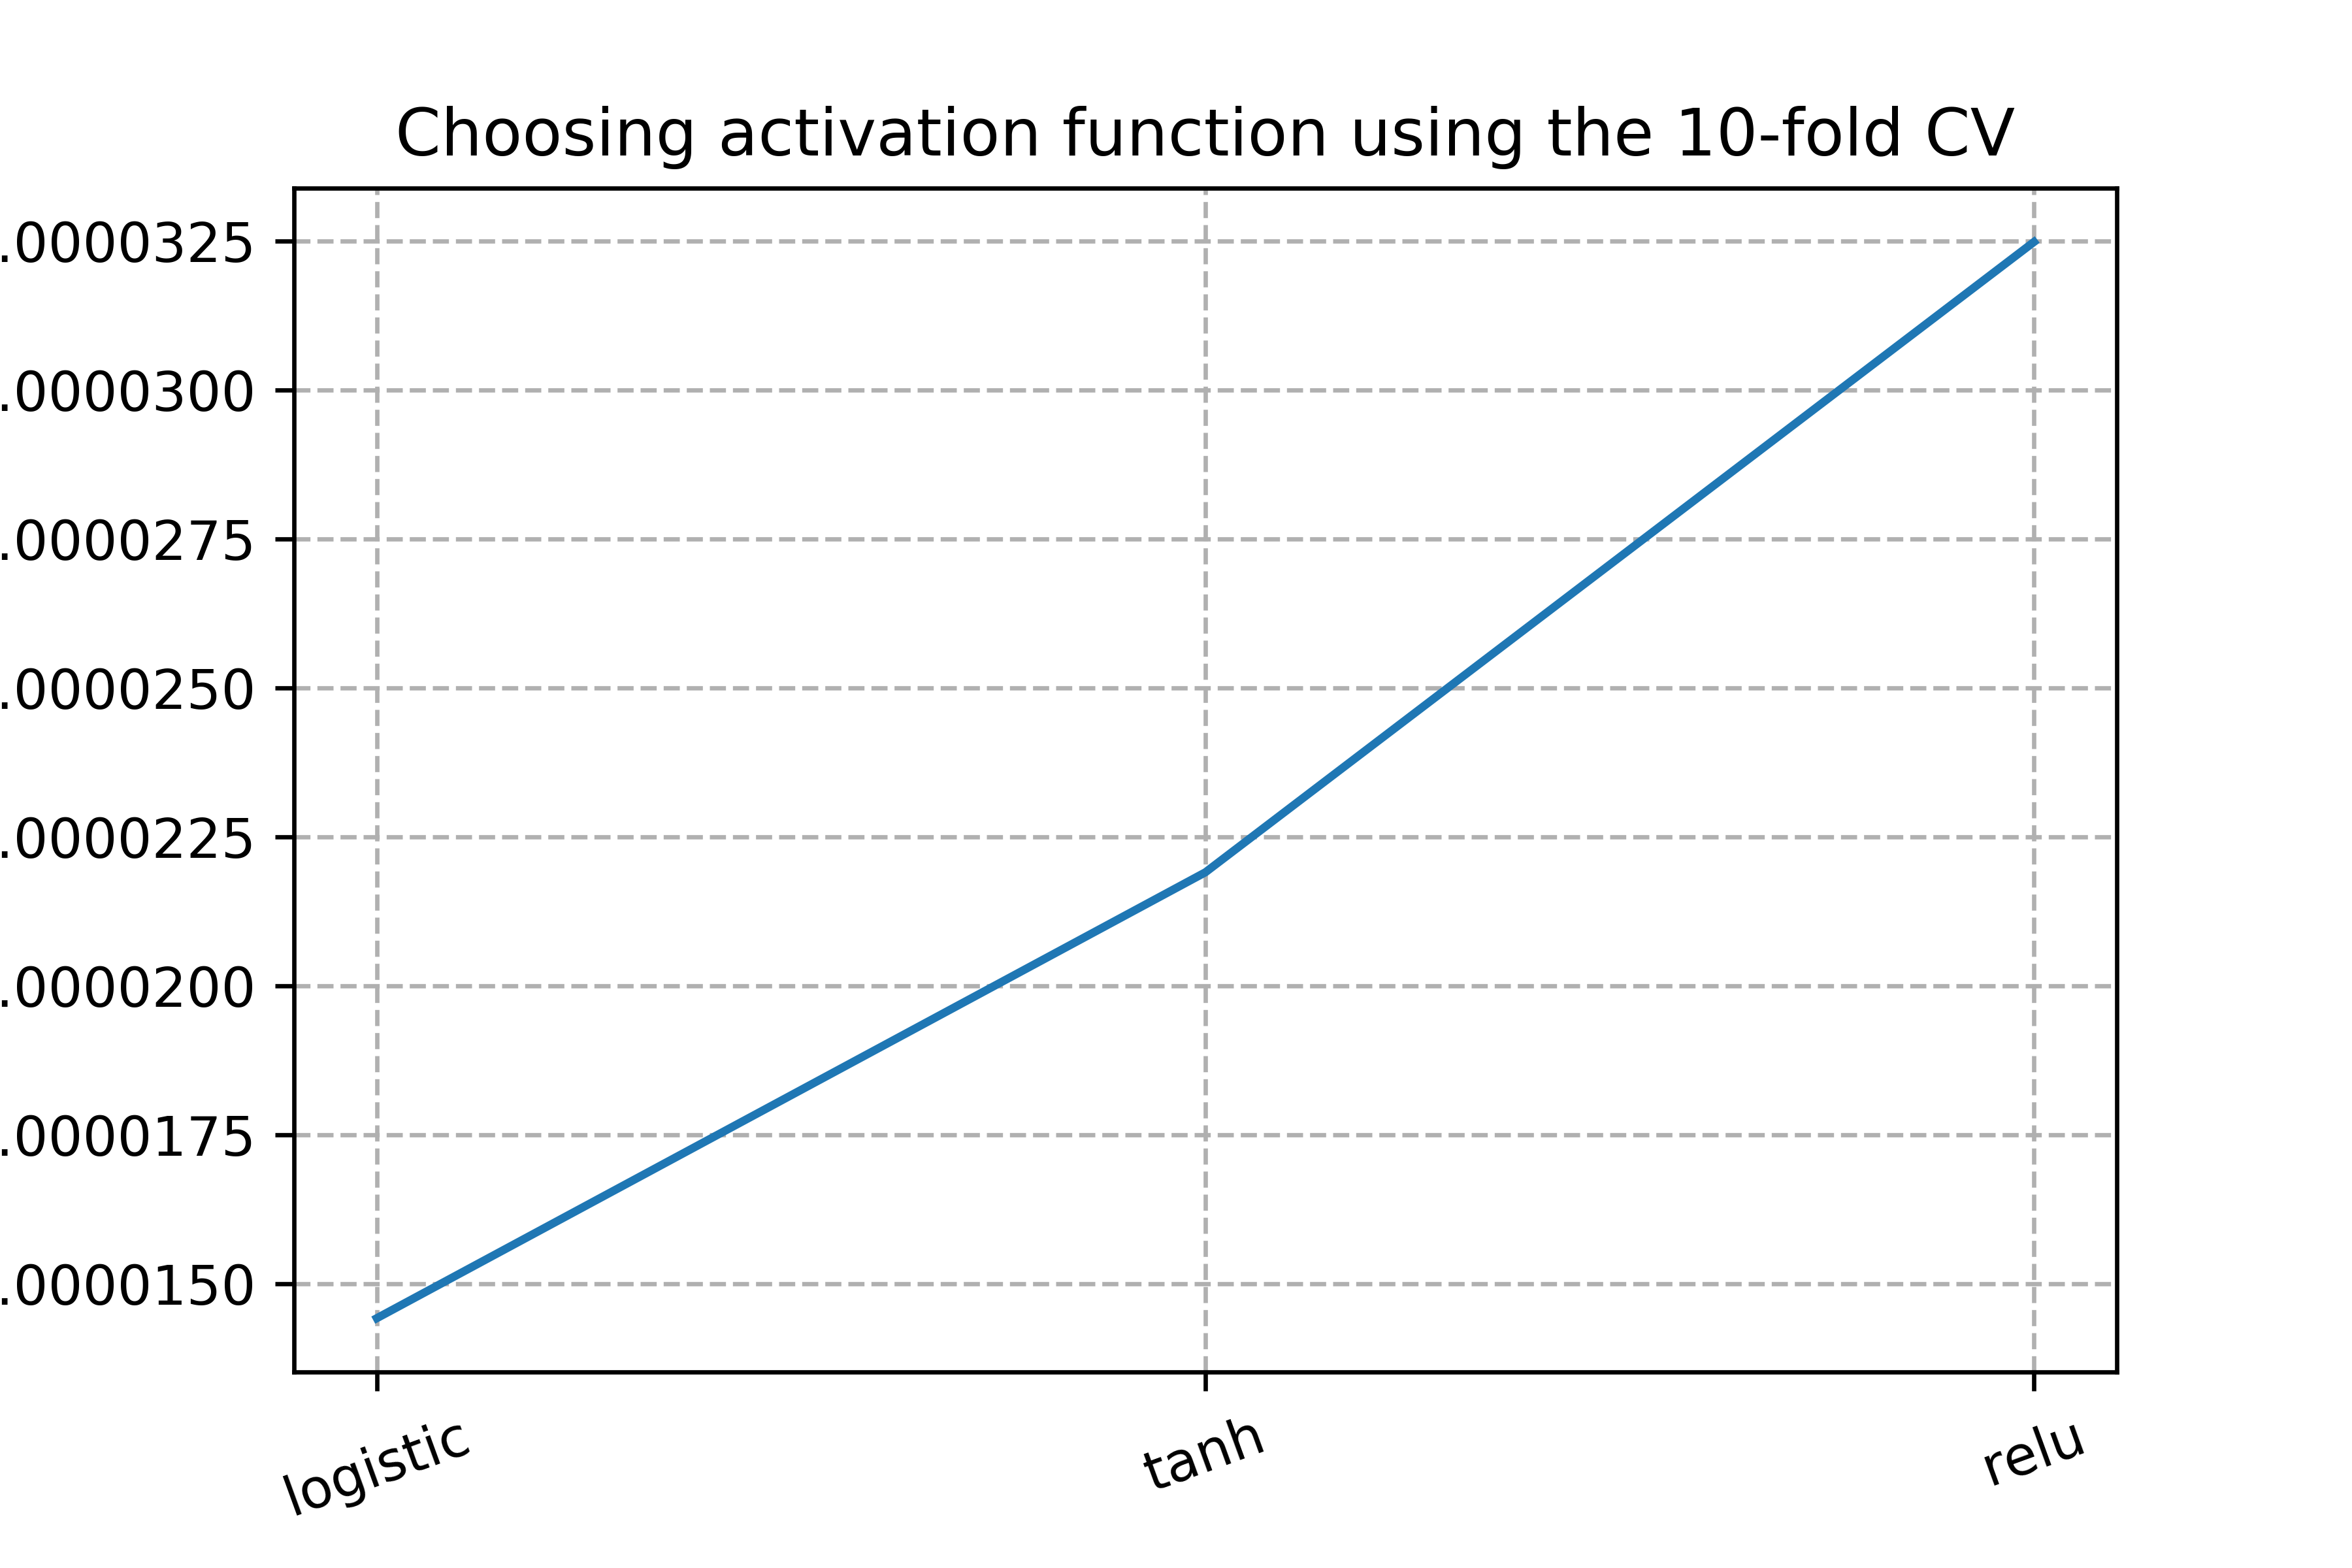 Choosing activation function using the 10-fold CV
.0000325
.0000300
.0000275
.0000250
.0000225
.0000200
.0000175
.0000150
logistic
tanh
relu